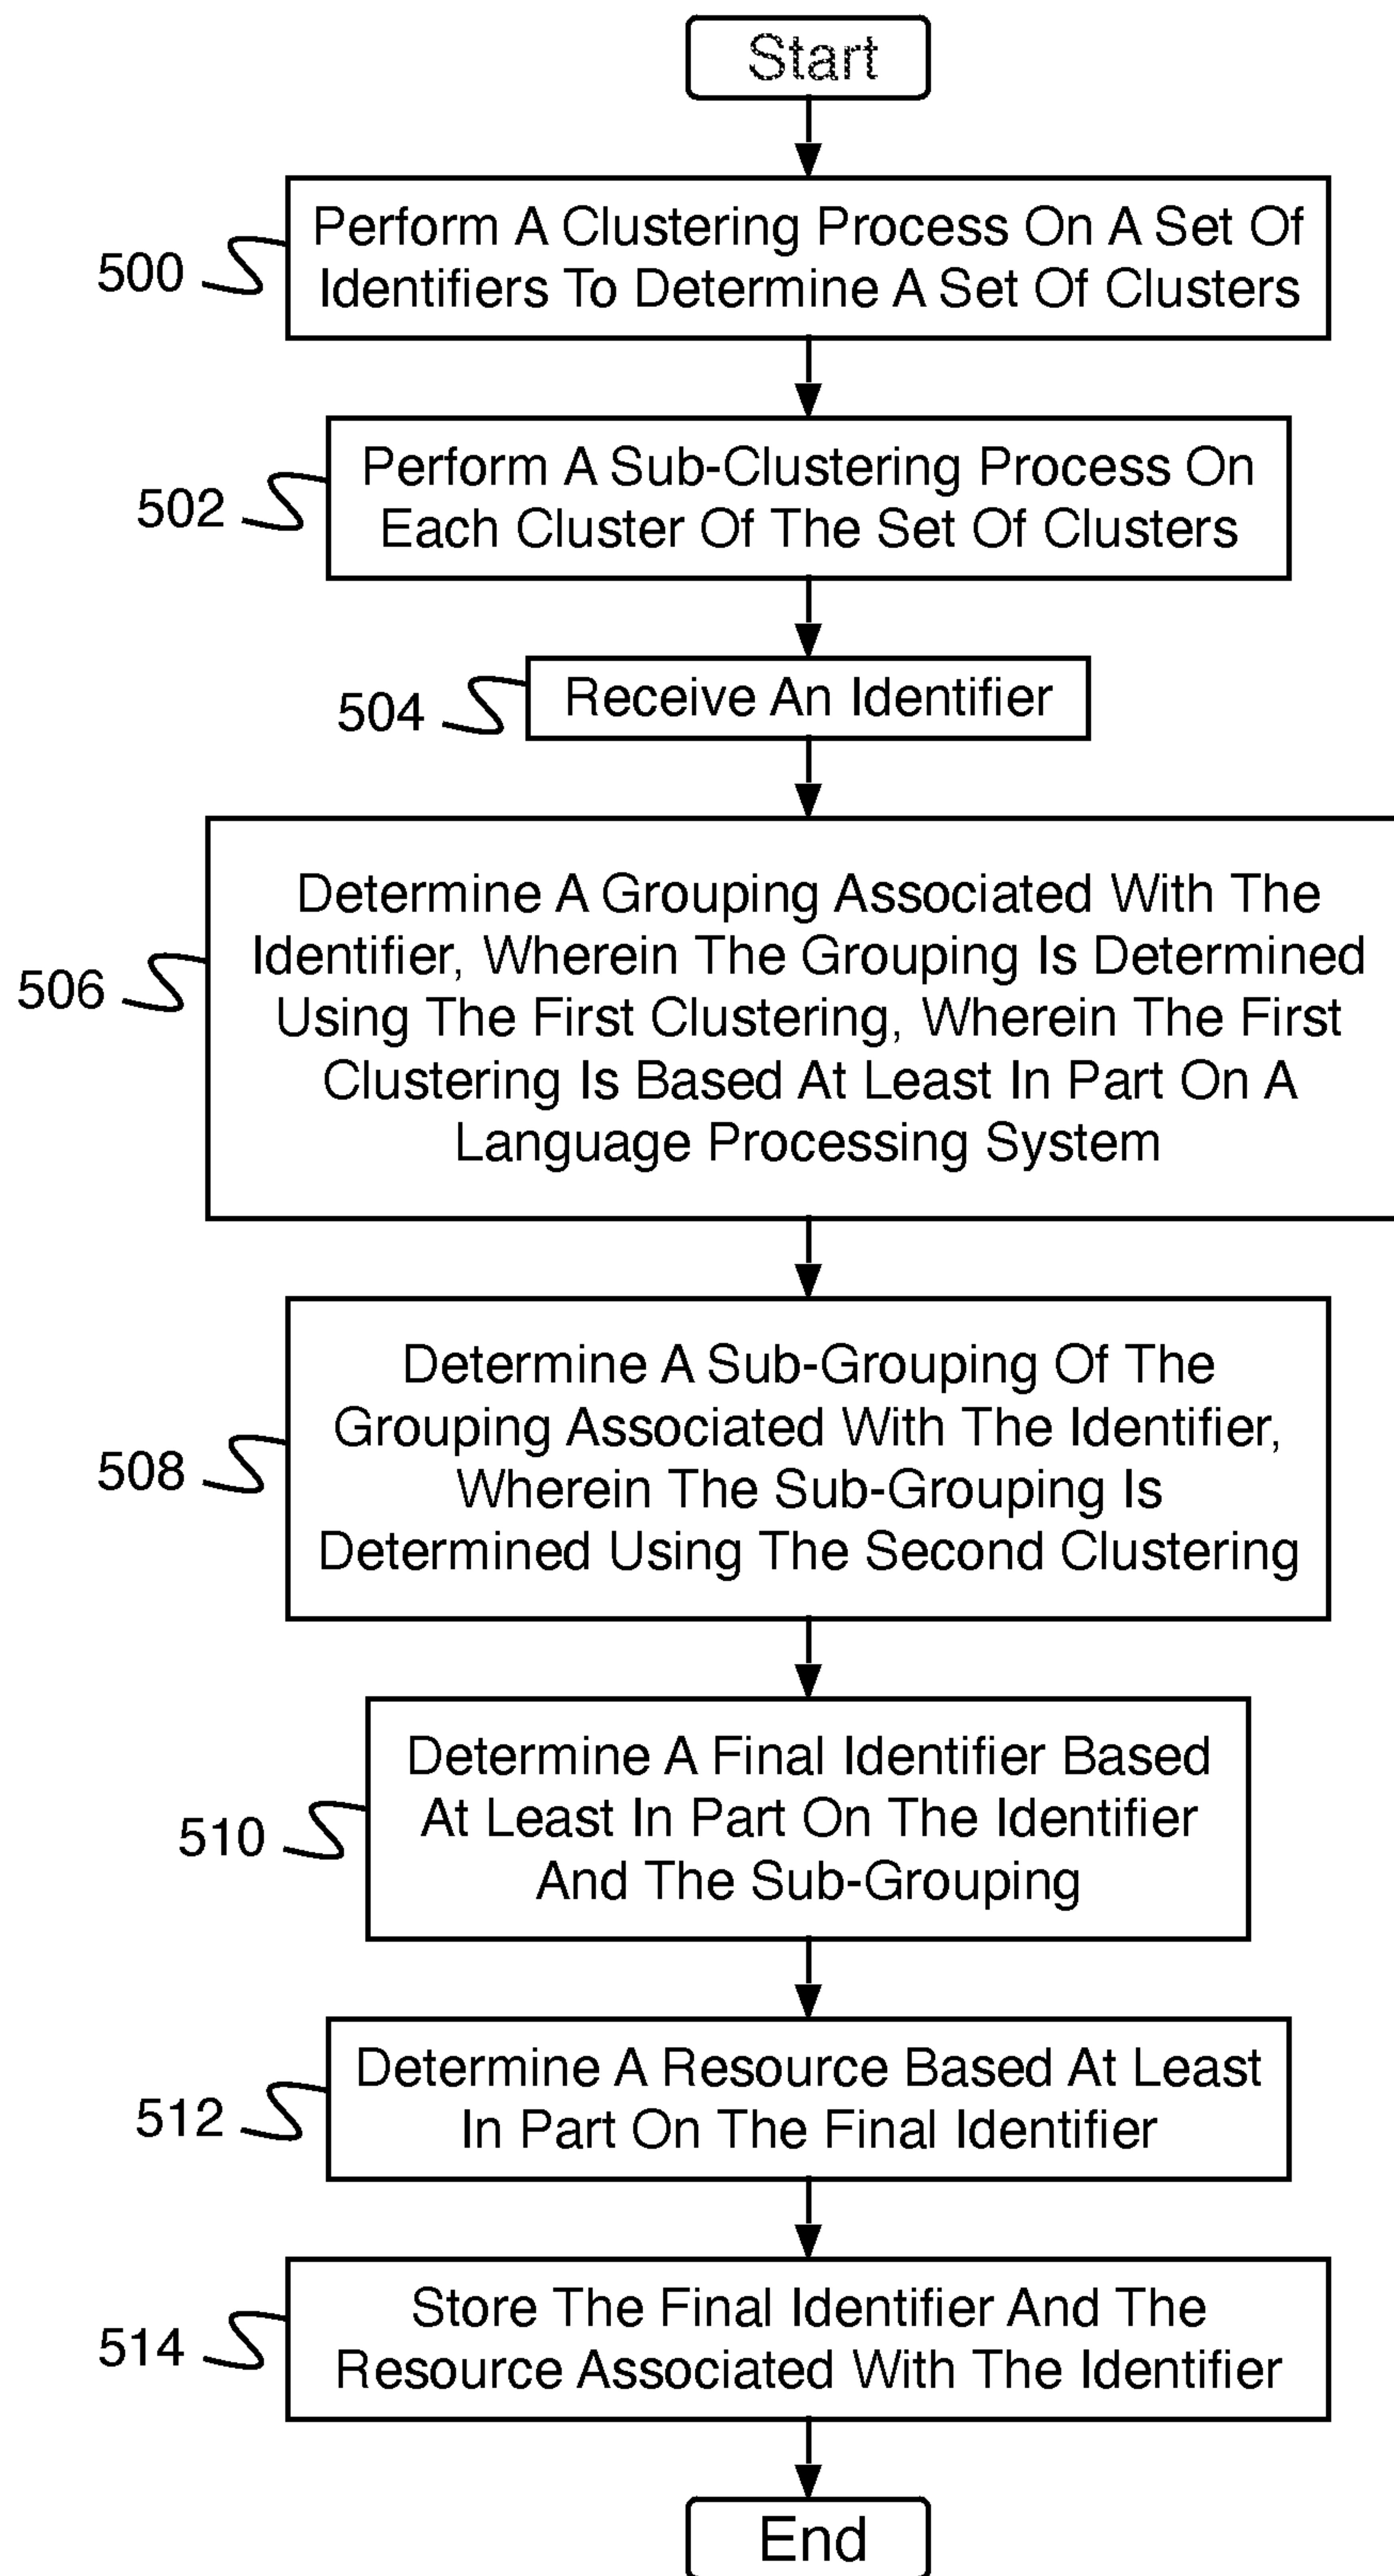 Start
500
Perform A Clustering Process On A Set Of
Identifiers To Determine A Set Of Clusters
502
Perform A Sub-Clustering Process On
Each Cluster Of The Set Of Clusters
504
Receive An Identifier
506
Determine A Grouping Associated With The
Identifier, Wherein The Grouping Is Determined
Using The First Clustering, Wherein The First
Clustering Is Based At Least In Part On A
Language Processing System
508
Determine A Sub-Grouping Of The
Grouping Associated With The Identifier,
Wherein The Sub-Grouping Is
Determined Using The Second Clustering
510
Determine A Final Identifier Based
At Least In Part On The Identifier
And The Sub-Grouping
512
Determine A Resource Based At Least
In Part On The Final Identifier
514
Store The Final Identifier And The
Resource Associated With The Identifier
End